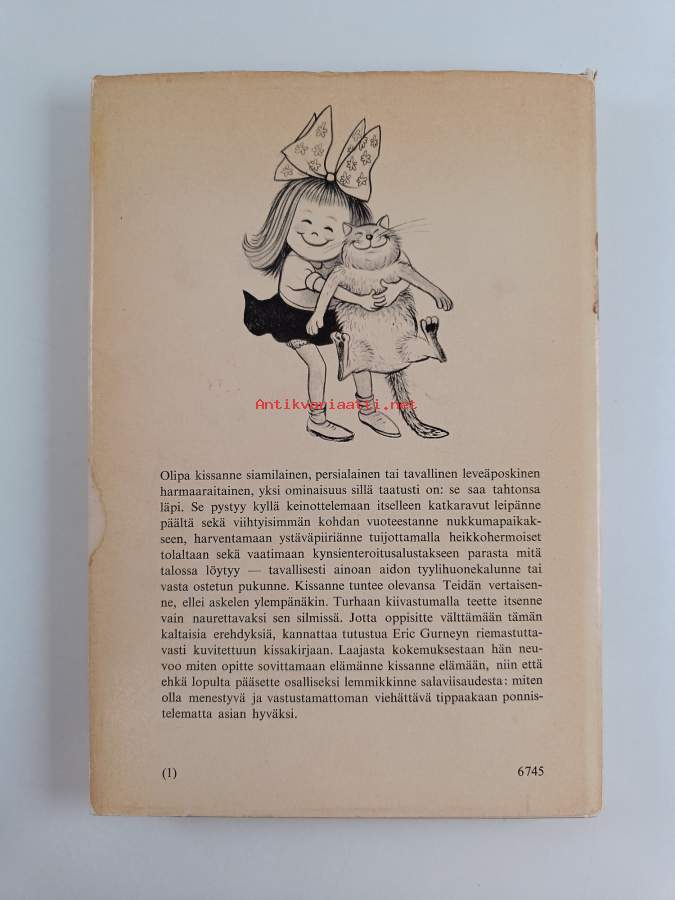 Antikvariaatti.net
Olipa kissanne siamilainen, persialainen tai tavallinen leveäposkinen
harmaaraitainen, yksi ominaisuus sillä taatusti on: se saa tahtonsa
läpi. Se pystyy kyllä keinottelemaan itselleen katkaravut leipänne
päältä sekä viihtyisimmän kohdan vuoteestanne nukkumapaikak-
seen, harventamaan ystäväpiiriänne tuijottamalla heikkohermoiset
tolaltaan sekä vaatimaan kynsienteroitusalustakseen parasta mitä
talossa löytyy — tavallisesti ainoan aidon tyylihuonekalunne tai
vasta ostetun pukunne. Kissanne tuntee olevansa Teidän vertaisen-
ne, ellei askelen ylempänäkin. Turhaan kiivastumalla teette itsenne
vain naurettavaksi sen silmissä. Jotta oppisitte välttämään tämän
kaltaisia erehdyksiä, kannattaa tutustua Eric Gurneyn riemastutta-
vasti kuvitettuun kissakirjaan. Laajasta kokemuksestaan hän neu-
voo miten opitte sovittamaan elämänne kissanne elämään, niin että
ehkä lopulta pääsette osalliseksi lemmikkinne salaviisaudesta: miten
olla menestyvä ja vastustamattoman viehättävä tippaakaan ponnis-
telematta asian hyväksi.
(1) 6745